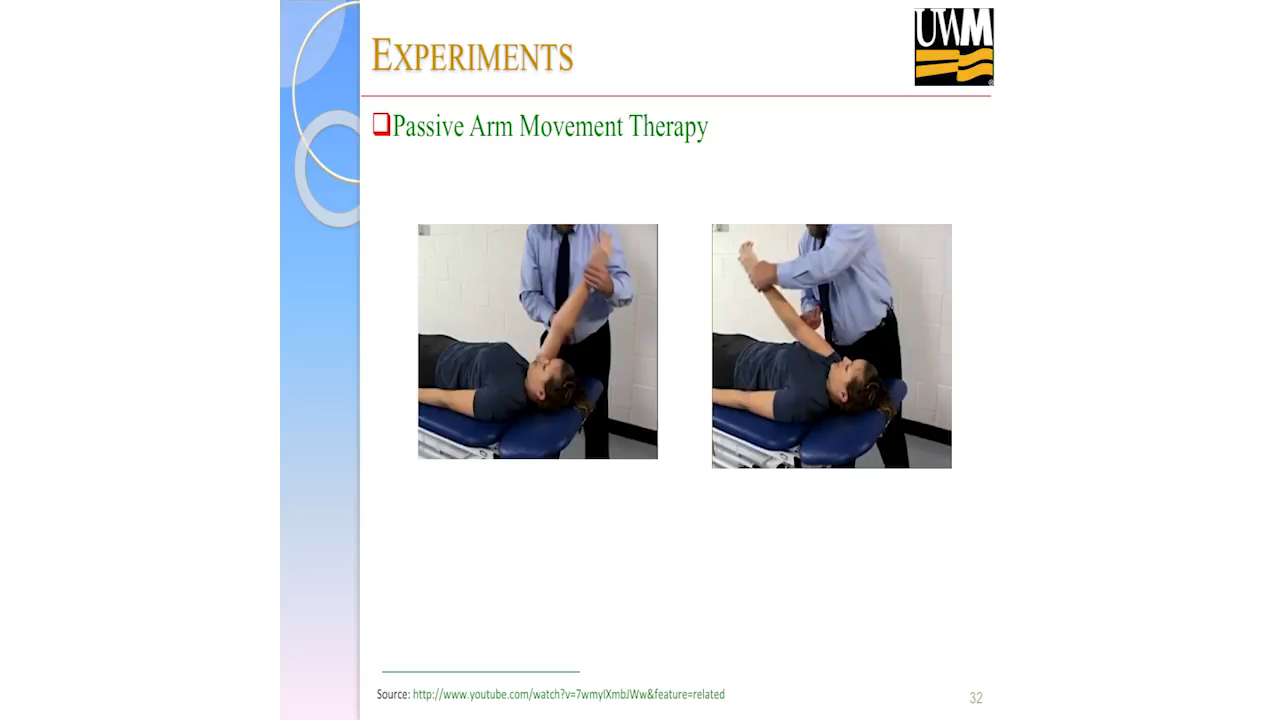 EXPERIMENTS
UWM
®
❑Passive Arm Movement Therapy
Source: http://www.youtube.com/watch?v=7wmylXmbJWw&feature=related
32